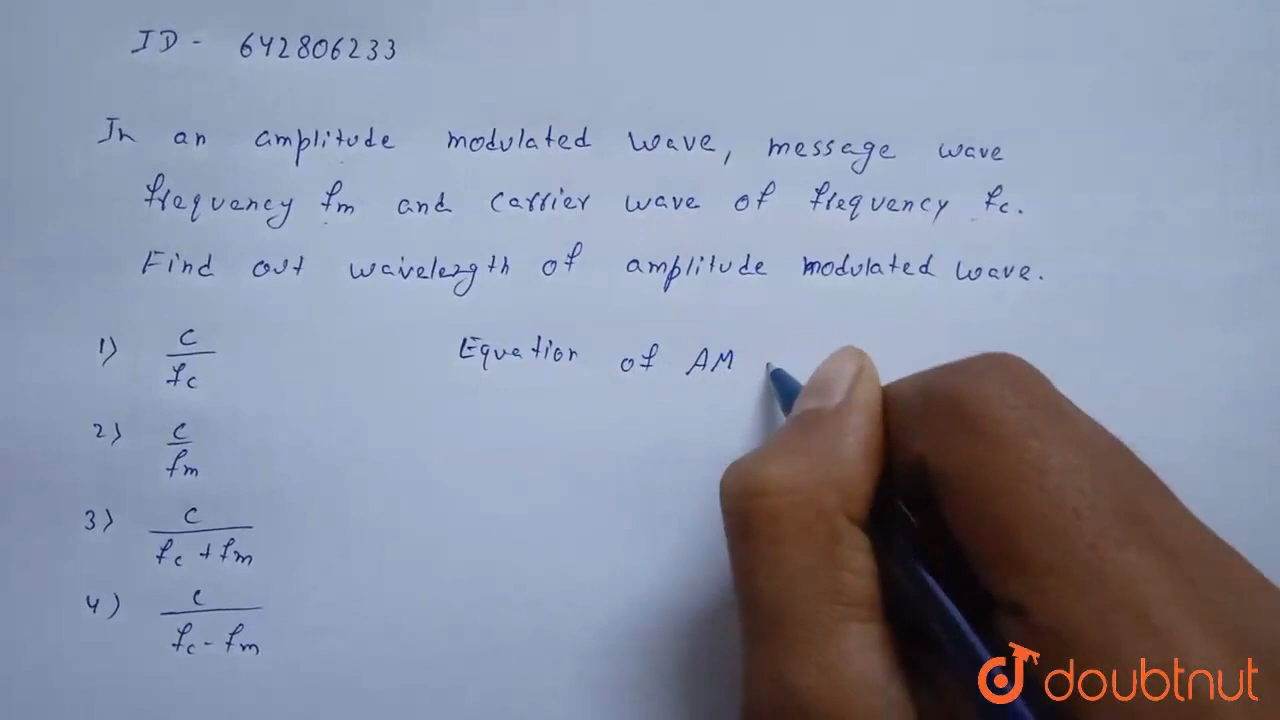 ID - 642806233
In an amplitude modulated wave, message wave
frequency fm and carrier wave of frequency fc.
Find out wavelength of amplitude modulated wave.
1) c/fc
Equation of AM
2) c/fm
3) c/(fc + fm)
4) c/(fc - fm)
doubtnut